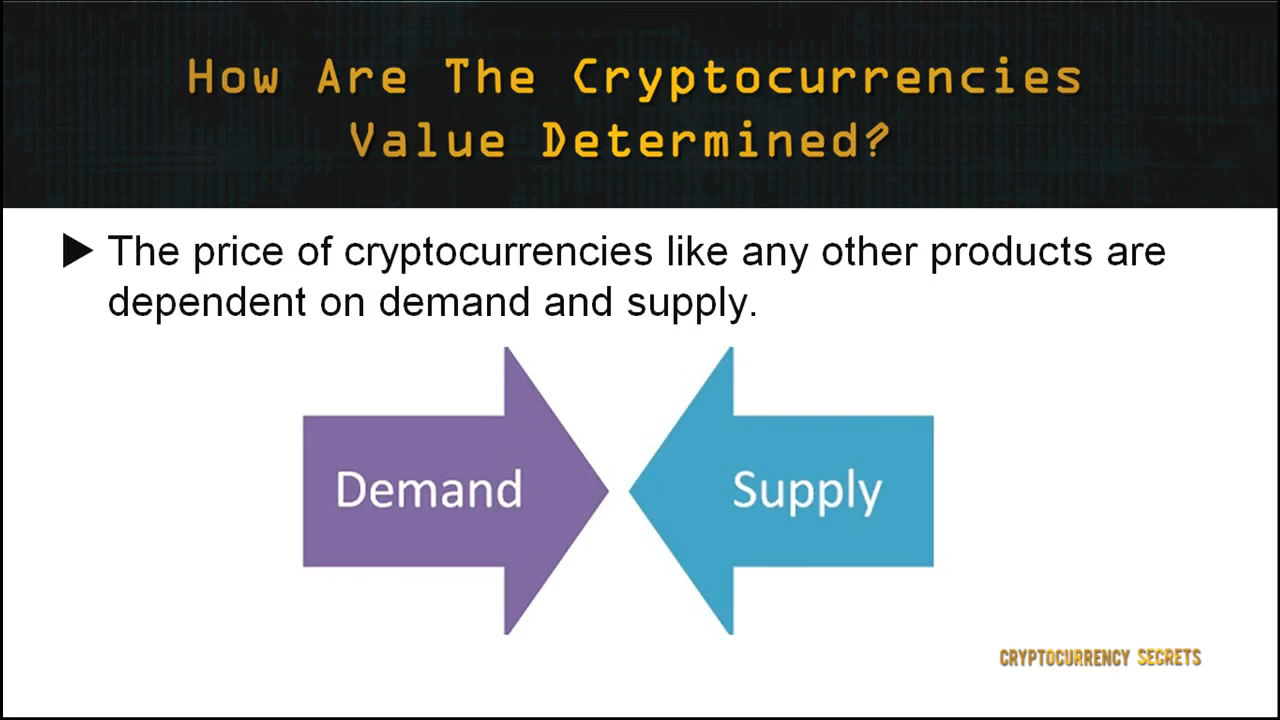 How Are The Cryptocurrencies
Value Determined?
The price of cryptocurrencies like any other products are
dependent on demand and supply.
Demand
Supply
CRYPTOCURRENCY SECRETS